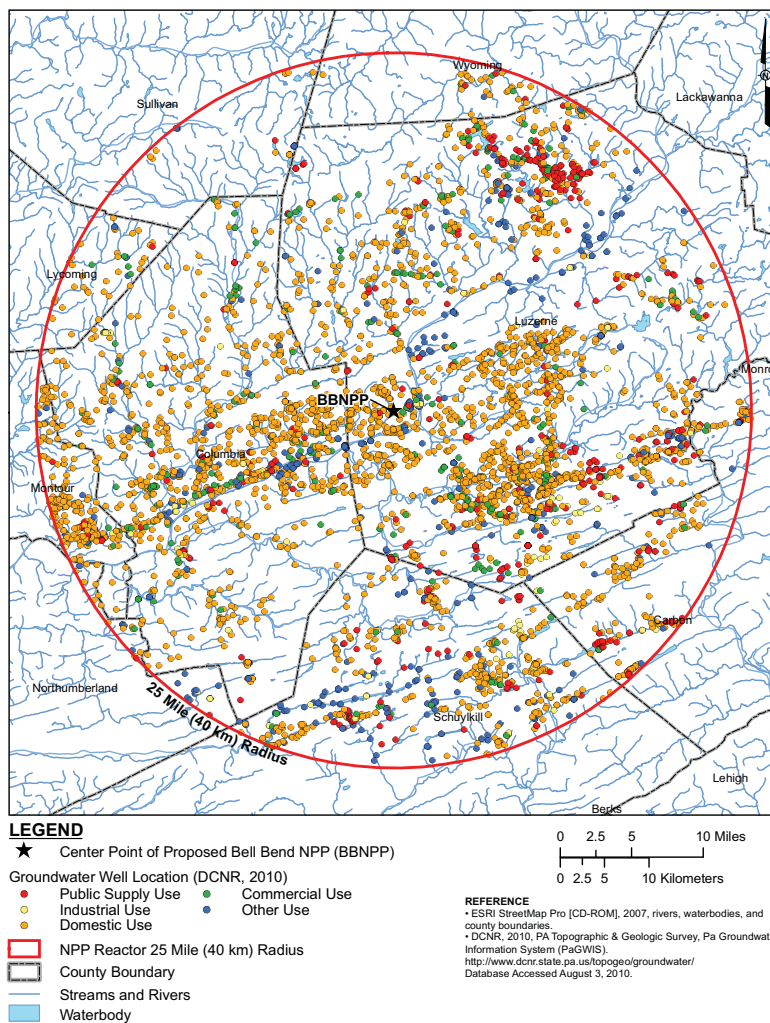 Wyoming
N
Sullivan
Lackawanna
Lycoming
Luzerne
BBNPP
Columbia
Montour
Carbon
Northumberland
25 Mile (40 km) Radius
Schuylkill
Lehigh
Berks
LEGEND
Center Point of Proposed Bell Bend NPP (BBNPP)
Groundwater Well Location (DCNR, 2010)
Public Supply Use
Commercial Use
Industrial Use
Other Use
Domestic Use
NPP Reactor 25 Mile (40 km) Radius
County Boundary
Streams and Rivers
Waterbody
0 2.5 5 10 Miles
0 2.5 5 10 Kilometers
REFERENCE
• ESRI StreetMap Pro [CD-ROM], 2007, rivers, waterbodies, and
county boundaries.
• DCNR, 2010, PA Topographic & Geologic Survey, Pa Groundwat
Information System (PaGWIS).
http://www.dcnr.state.pa.us/topogeo/groundwater/
Database Accessed August 3, 2010.